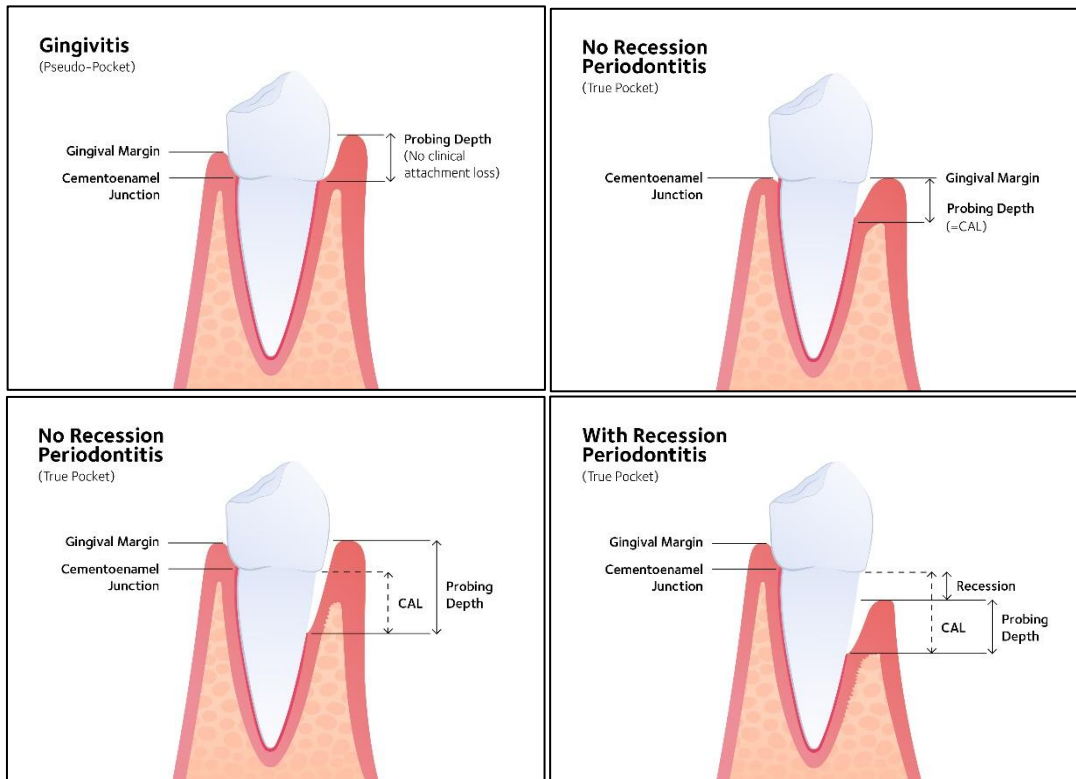 Gingivitis
(Pseudo-Pocket)
Gingival Margin
Cementoenamel
Junction
Probing Depth
(No clinical
attachment loss)
No Recession
Periodontitis
(True Pocket)
Cementoenamel
Junction
Gingival Margin
Probing Depth
(=CAL)
No Recession
Periodontitis
(True Pocket)
Gingival Margin
Cementoenamel
Junction
CAL
Probing
Depth
With Recession
Periodontitis
(True Pocket)
Gingival Margin
Cementoenamel
Junction
Recession
CAL
Probing
Depth